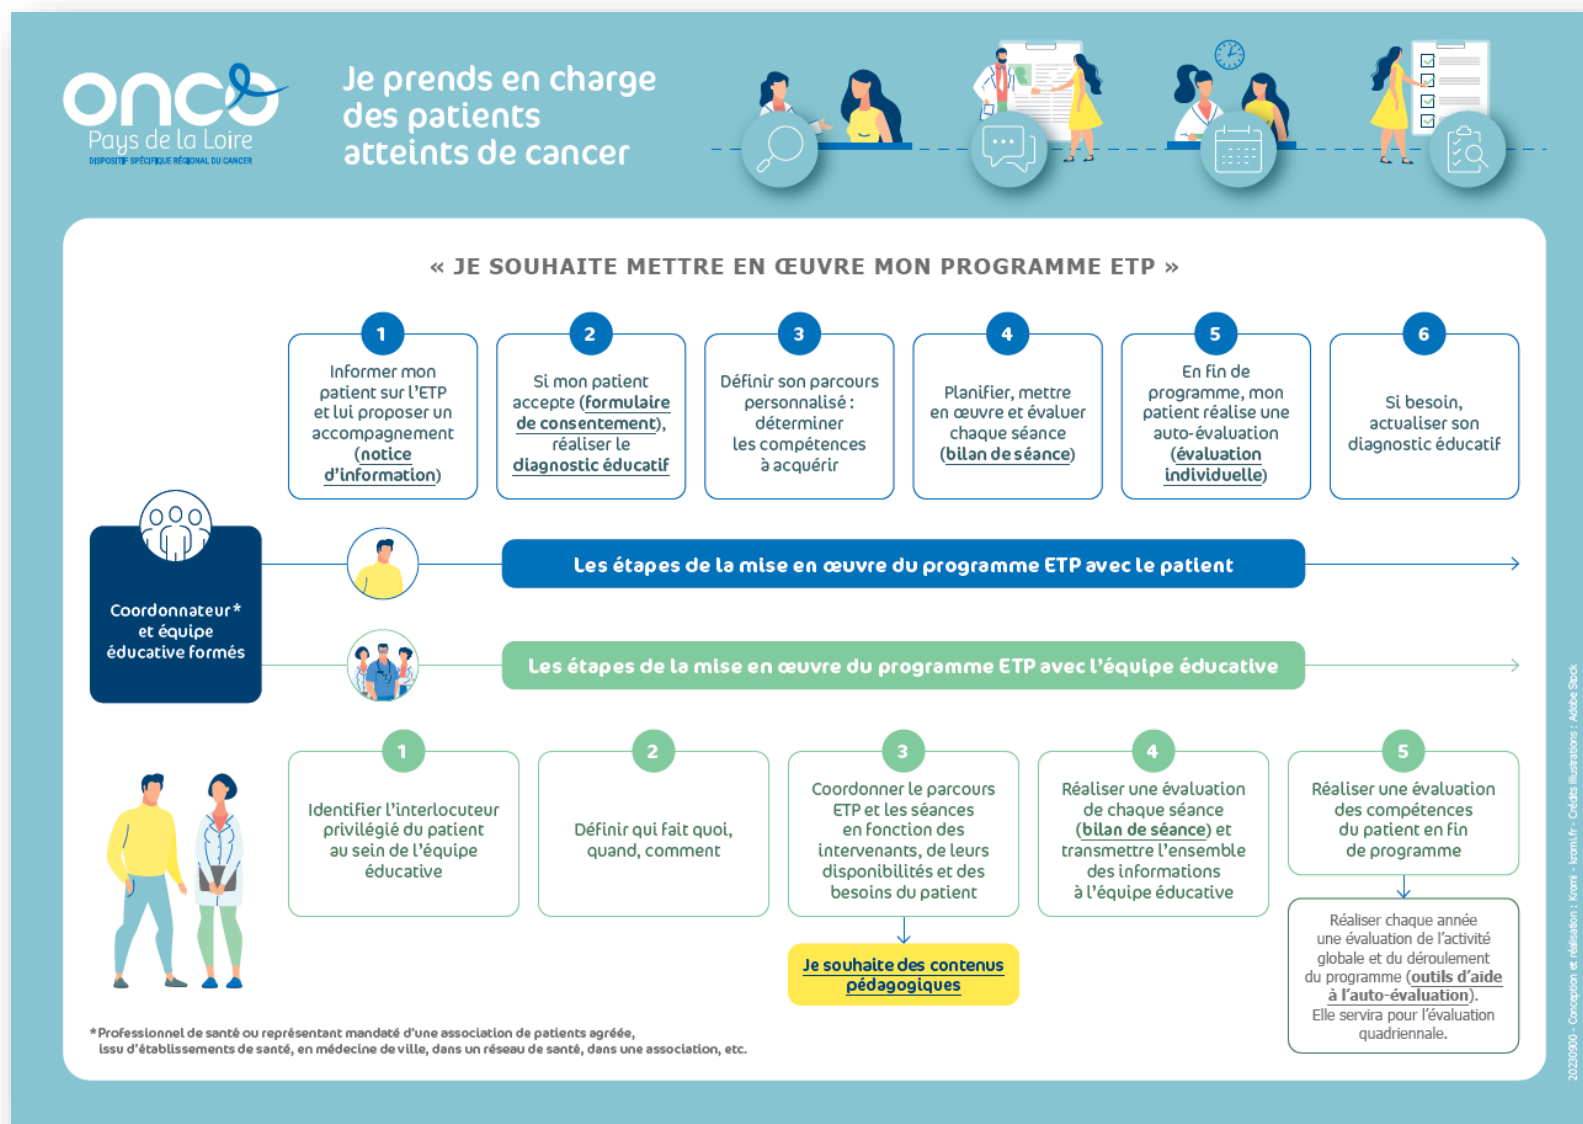 onco
Pays de la Loire
DISPOSITIF SPÉCIFIQUE RÉGIONAL DU CANCER
Je prends en charge
des patients
atteints de cancer
« JE SOUHAITE METTRE EN ŒUVRE MON PROGRAMME ETP »
1
Informer mon
patient sur l'ETP
et lui proposer un
accompagnement
(notice
d'information)
2
Si mon patient
accepte (formulaire
de consentement),
réaliser le
diagnostic éducatif
3
Définir son parcours
personnalisé :
déterminer
les compétences
à acquérir
4
Planifier, mettre
en œuvre et évaluer
chaque séance
(bilan de séance)
5
En fin de
programme, mon
patient réalise une
auto-évaluation
(évaluation
individuelle)
6
Si besoin,
actualiser son
diagnostic éducatif
Coordonnateur*
et équipe
éducative formés
Les étapes de la mise en œuvre du programme ETP avec le patient
Les étapes de la mise en œuvre du programme ETP avec l'équipe éducative
1
Identifier l'interlocuteur
privilégié du patient
au sein de l'équipe
éducative
2
Définir qui fait quoi,
quand, comment
3
Coordonner le parcours
ETP et les séances
en fonction des
intervenants, de leurs
disponibilités et des
besoins du patient
Je souhaite des contenus
pédagogiques
4
Réaliser une évaluation
de chaque séance
(bilan de séance) et
transmettre l'ensemble
des informations
à l'équipe éducative
5
Réaliser une évaluation
des compétences
du patient en fin
de programme
Réaliser chaque année
une évaluation de l'activité
globale et du déroulement
du programme (outils d'aide
à l'auto-évaluation).
Elle servira pour l'évaluation
quadriennale.
*Professionnel de santé ou représentant mandaté d'une association de patients agréée,
issu d'établissements de santé, en médecine de ville, dans un réseau de santé, dans une association, etc.
20230900 - Conception et réalisation : Kromi - kromi.fr - Crédits illustrations : Adobe Stock